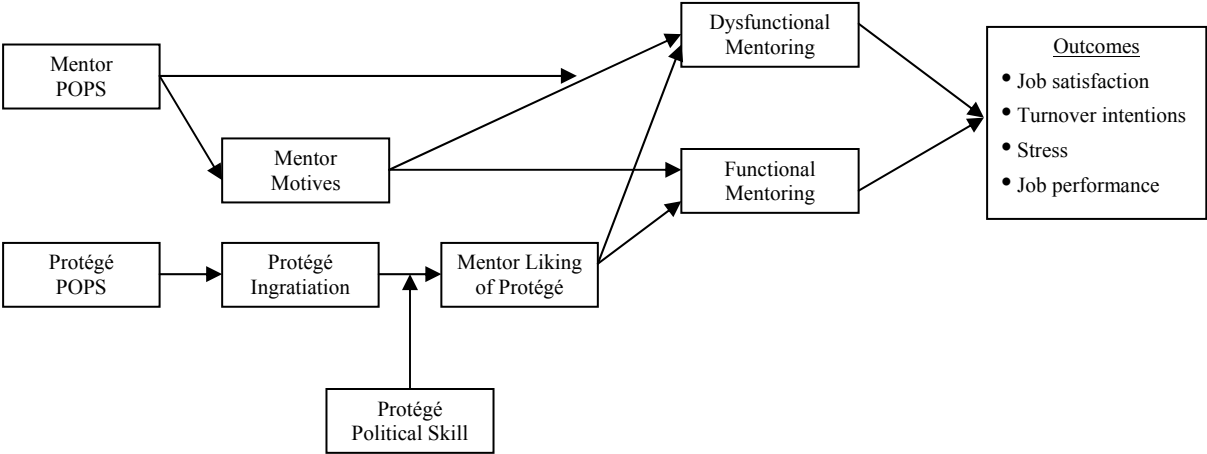 Mentor
POPS
Mentor
Motives
Protégé
POPS
Protégé
Ingratiation
Mentor Liking
of Protégé
Protégé
Political Skill
Dysfunctional
Mentoring
Functional
Mentoring
Outcomes
• Job satisfaction
• Turnover intentions
• Stress
• Job performance